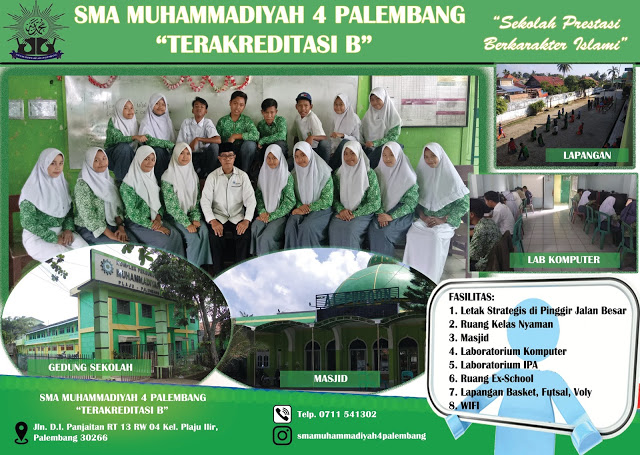 SMA MUHAMMADIYAH 4 PALEMBANG
“TERAKREDITASI B”
“Sekolah Prestasi
Berkarakter Islami”
LAPANGAN
LAB KOMPUTER
MUHAMMADIYAH
GEDUNG SEKOLAH
MASJID
FASILITAS:
1. Letak Strategis di Pinggir Jalan Besar
2. Ruang Kelas Nyaman
3. Masjid
4. Laboratorium Komputer
5. Laboratorium IPA
6. Ruang Ex-School
7. Lapangan Basket, Futsal, Voly
8. WIFI
SMA MUHAMMADIYAH 4 PALEMBANG
“TERAKREDITASI B”
Jln. D.I. Panjaitan RT 13 RW 04 Kel. Plaju Ilir,
Palembang 30266
Telp. 0711 541302
smamuhammadiyah4palembang